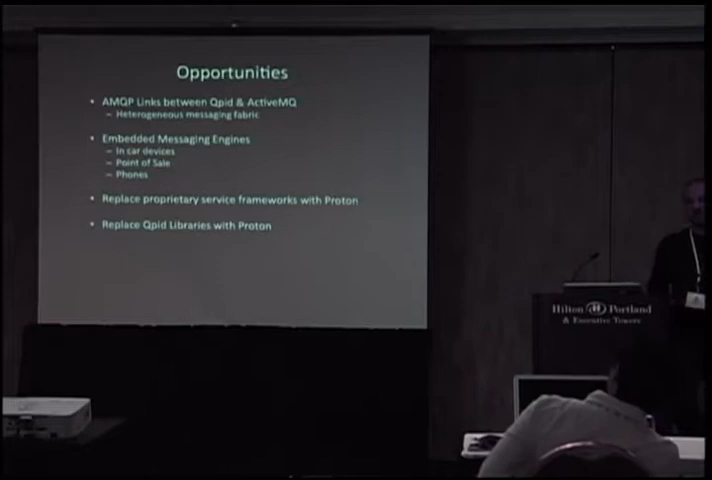 Opportunities
• AMQP Links between Qpid & ActiveMQ
– Heterogeneous messaging fabric
• Embedded Messaging Engines
– In car devices
– Point of Sale
– Phones
• Replace proprietary service frameworks with Proton
• Replace Qpid Libraries with Proton
Hilton H Portland
& Executive Tower